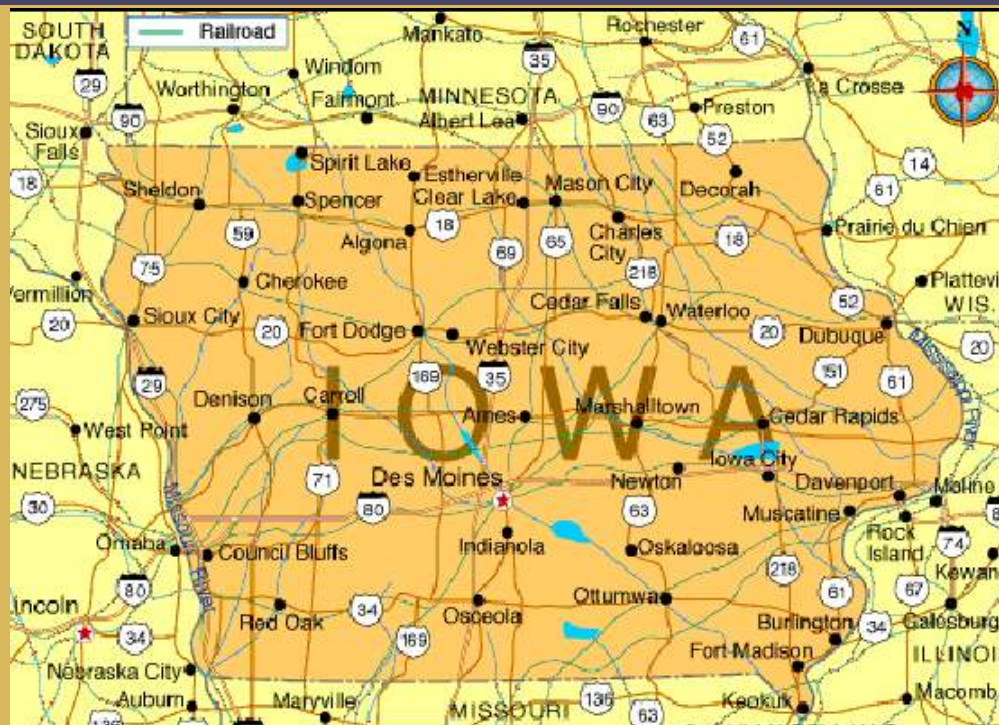 SOUTH
DAKOTA
Railroad
Mankato
Rochester
61
29
Windom
35
Worthington
Fairmont
MINNESOTA
La Crosse
90
Albert Lea
90
63
Preston
Sioux
Falls
52
18
Spirit Lake
Estherville
Mason City
Decorah
14
Sheldon
Spencer
Clear Lake
61
59
Algona
18
69
65
Charles
City
18
Prairie du Chien
75
218
Cherokee
Vermillion
Cedar Falls
52
Plattevi
WIS.
20
Sioux City
20
Fort Dodge
Waterloo
20
Dubuque
Webster City
20
29
169
35
151
61
Mississippi River
275
Denison
Carroll
IOWA
Ames
Marshalltown
Cedar Rapids
West Point
NEBRASKA
71
Des Moines
Newton
Iowa City
Davenport
Moline
30
80
63
Muscatine
Rock
Island
74
Missouri River
Omaha
Council Bluffs
Indianola
Oskaloosa
218
Kewan
80
67
61
incoln
34
Red Oak
34
Osceola
Ottumwa
34
Galesburg
169
Burlington
Fort Madison
ILLINOI
Nebraska City
Auburn
Maryville
MISSOURI
136
63
Keokuk
Macomb
136